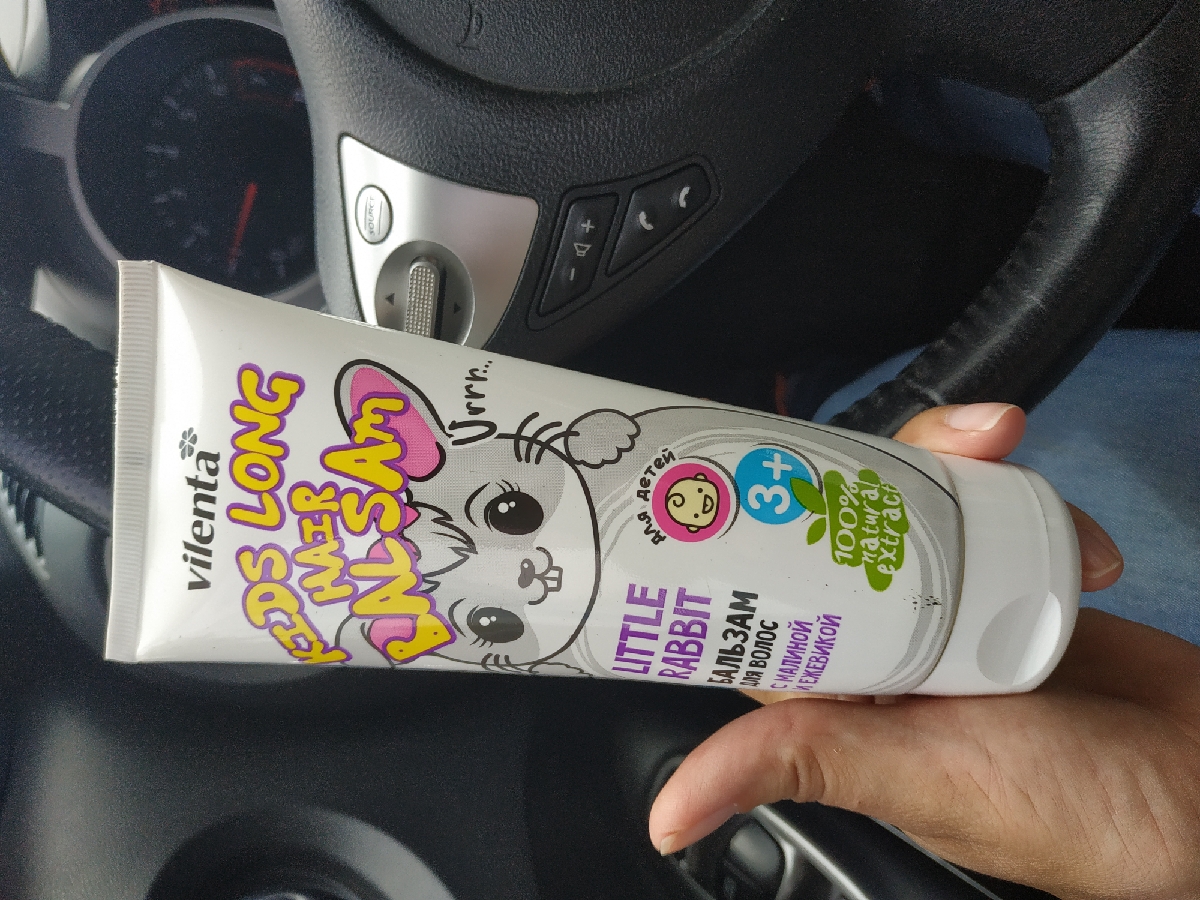 vilenta
KIDS LONG
HAIR
BALSAM
Urrr...
для детей
3+
100%
natural
extract
LITTLE
RABBIT
БАЛЬЗАМ
ДЛЯ ВОЛОС
С МАЛИНОЙ
И ЕЖЕВИКОЙ
SOURCE
- +